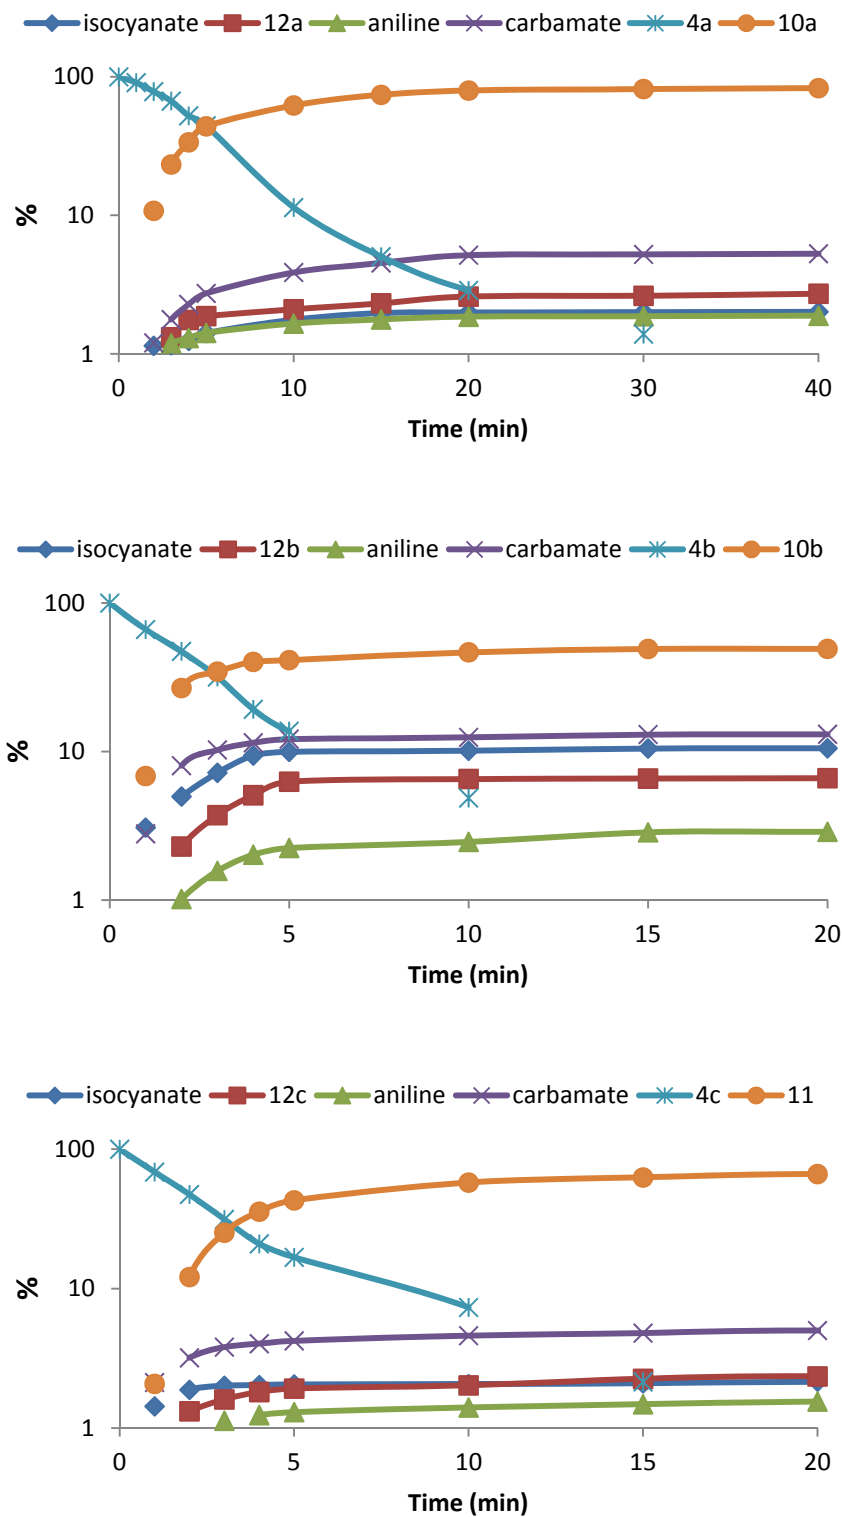 isocyanate 12a aniline carbamate 4a 10a
100
10
1
%
0 10 20 30 40
Time (min)
isocyanate 12b aniline carbamate 4b 10b
100
10
1
%
0 5 10 15 20
Time (min)
isocyanate 12c aniline carbamate 4c 11
100
10
1
%
0 5 10 15 20
Time (min)